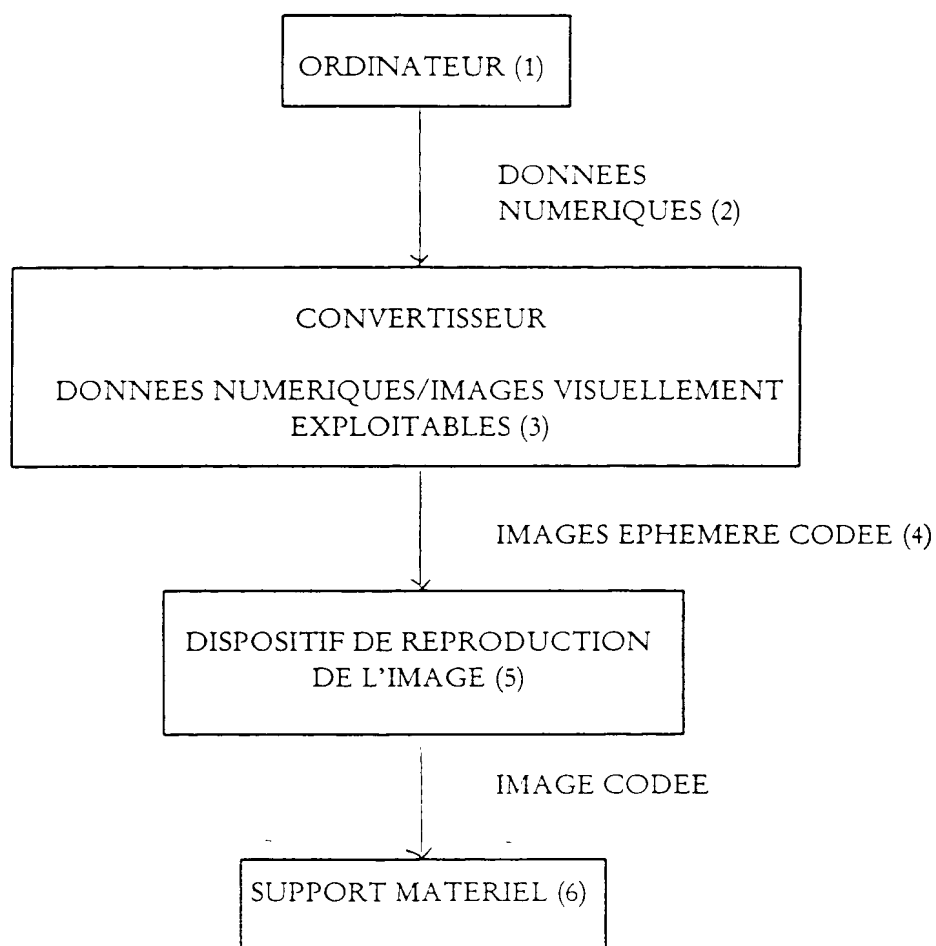 ORDINATEUR (1)
DONNEES
NUMERIQUES (2)
CONVERTISSEUR
DONNEES NUMERIQUES/IMAGES VISUELLEMENT
EXPLOITABLES (3)
IMAGES EPHEMERE CODEE (4)
DISPOSITIF DE REPRODUCTION
DE L'IMAGE (5)
IMAGE CODEE
SUPPORT MATERIEL (6)